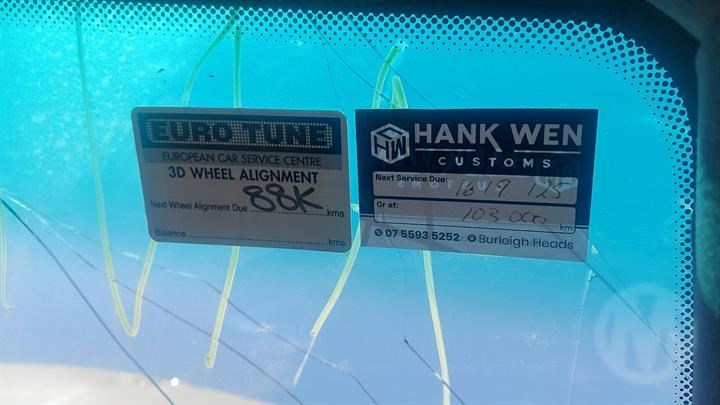 EURO TUNE
EUROPEAN CAR SERVICE CENTRE
3D WHEEL ALIGNMENT
Next Wheel Alignment Due 88K kms
Balance kms
HW
HANK WEN
CUSTOMS
Next Service Due: 16/9/25
Or at: 103 000 km
07 5593 5252 Burleigh Heads